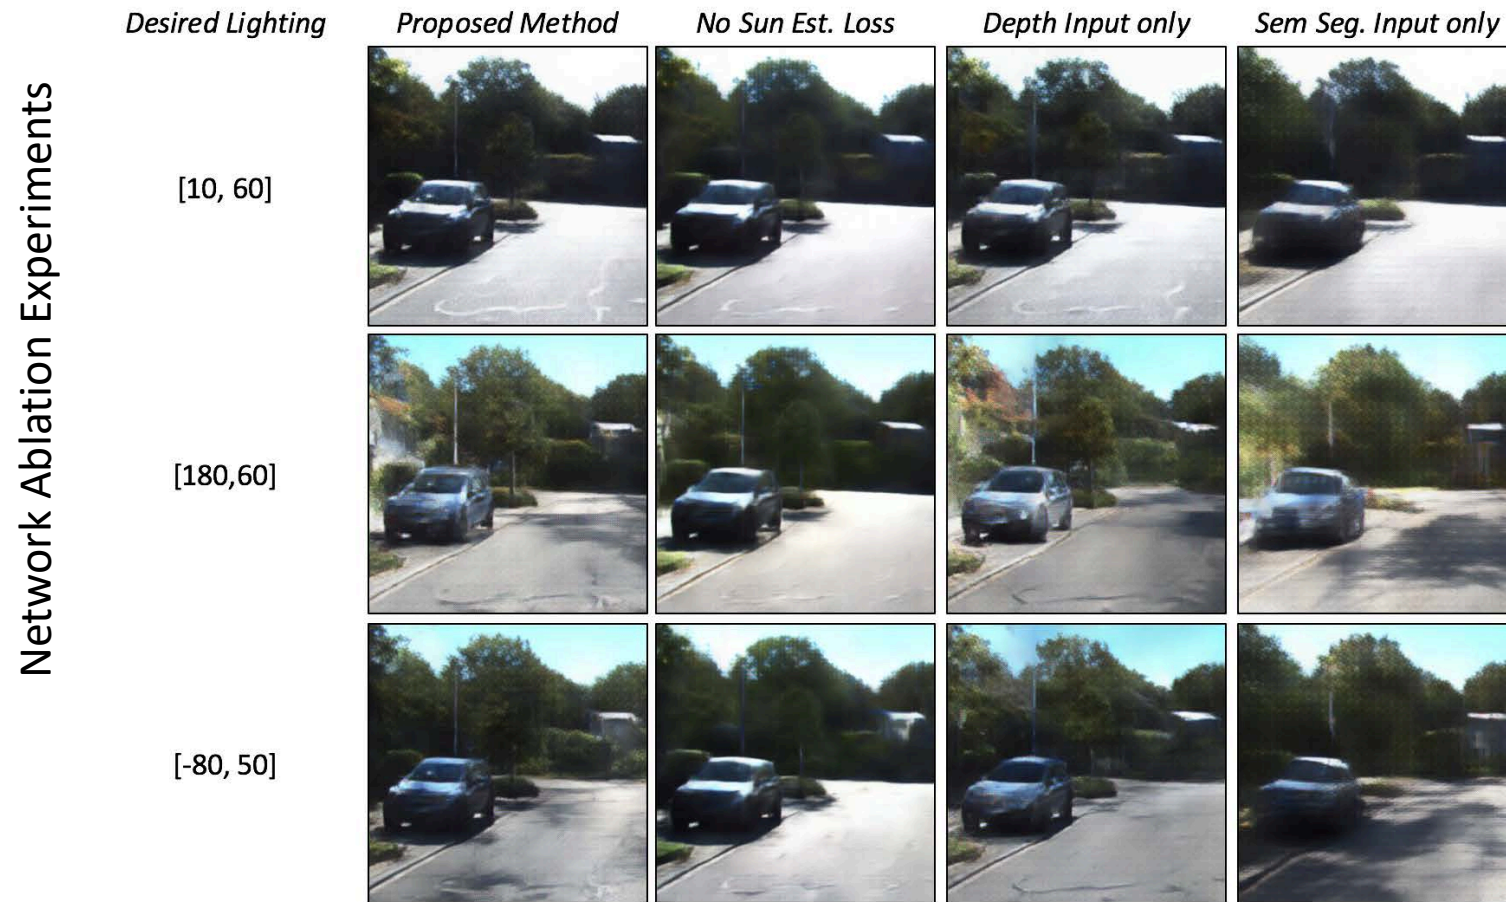 Desired Lighting Proposed Method No Sun Est. Loss Depth Input only Sem Seg. Input only
Network Ablation Experiments
[10, 60]
[180,60]
[-80, 50]